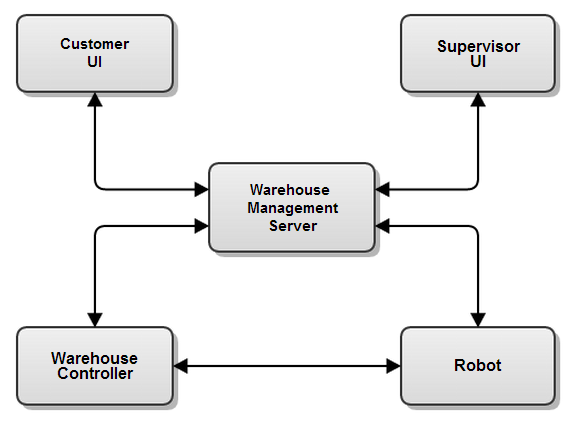 Customer
UI
Supervisor
UI
Warehouse
Management
Server
Warehouse
Controller
Robot